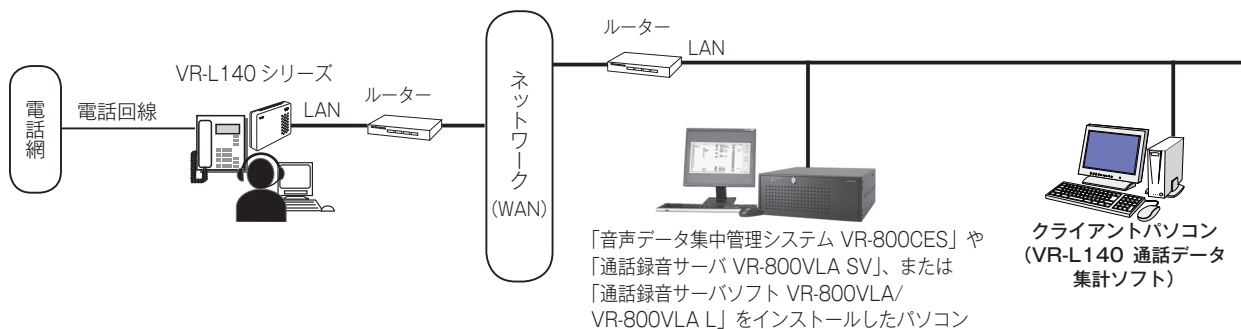 電話網
電話回線
VR-L140 シリーズ
LAN
ルーター
ネットワーク
(WAN)
ルーター
LAN
「音声データ集中管理システム VR-800CES」や
「通話録音サーバ VR-800VLA SV」、または
「通話録音サーバソフト VR-800VLA/
VR-800VLA L」をインストールしたパソコン
クライアントパソコン
(VR-L140 通話データ
集計ソフト)